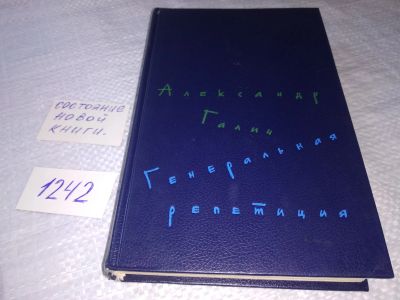 состояние
новой
книги.
1242
Александр
Галич
Генеральная
репетиция